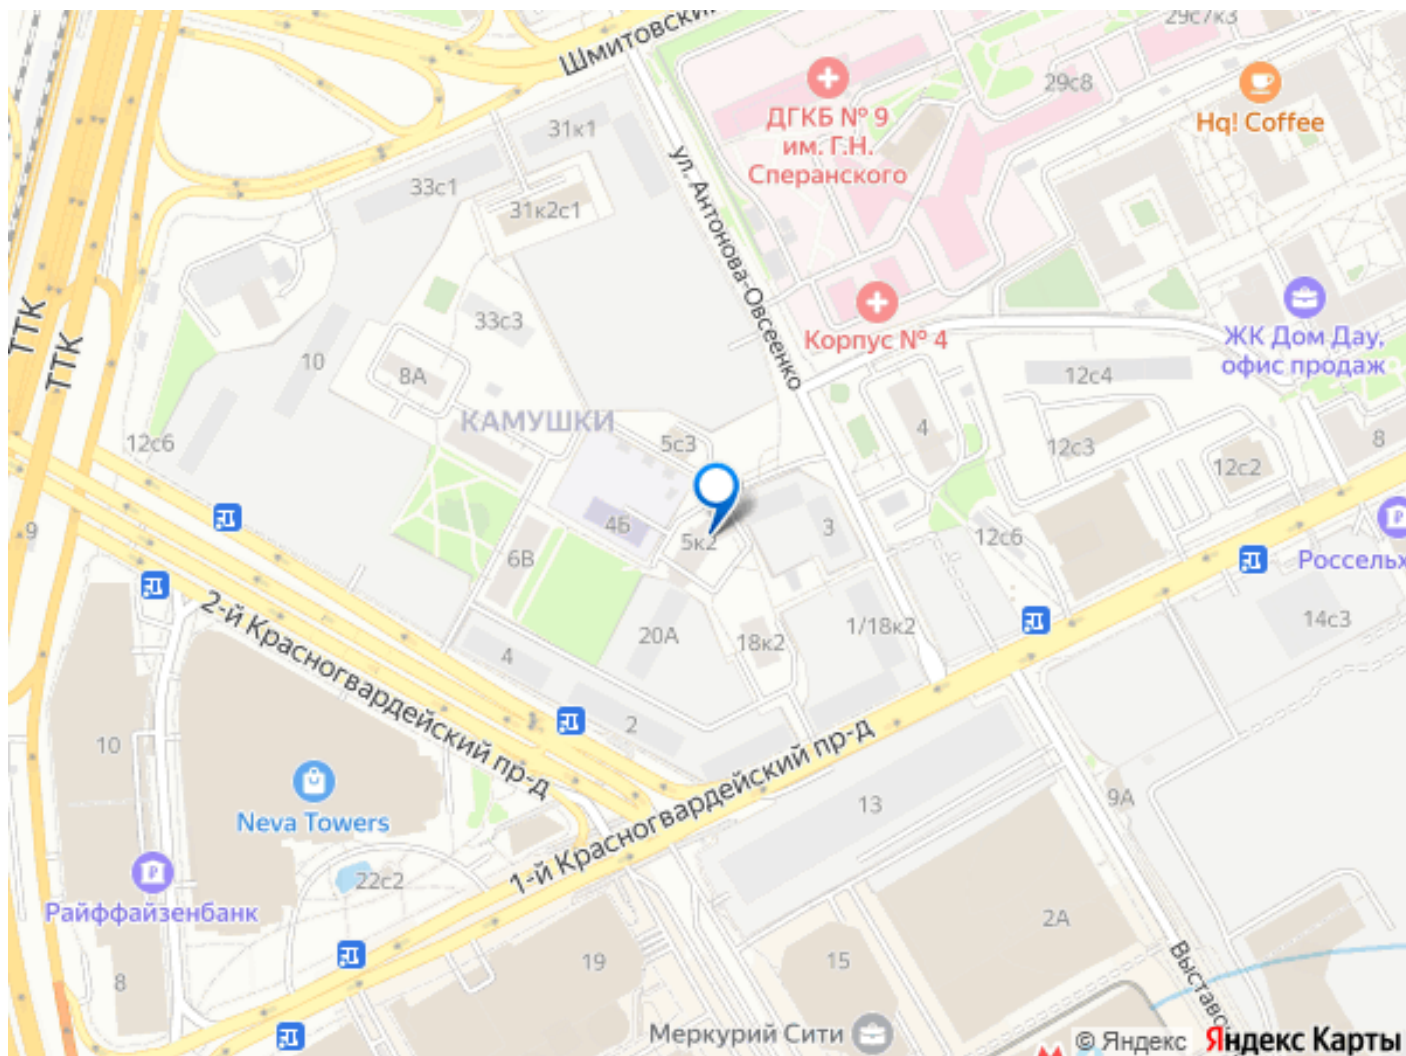 Шмитовский
29с7к3
29с8
ДГКБ № 9
им. Г.Н.
Сперанского
Hq! Coffee
31к1
33с1
31к2с1
ул. Антонова-Овсеенко
ТТК
ТТК
33с3
10
8А
Корпус № 4
ЖК Дом Дау,
офис продаж
12с4
КАМУШКИ
12с6
5с3
4
12с3
8
12с2
9
4Б
5к2
3
6В
12с6
Россельх
2-й Красногвардейский пр-д
20А
18к2
1/18к2
14с3
4
2
10
Neva Towers
1-й Красногвардейский пр-д
13
9А
22с2
Райффайзенбанк
8
19
15
2А
Выставо
Меркурий Сити
© Яндекс
Яндекс Карты